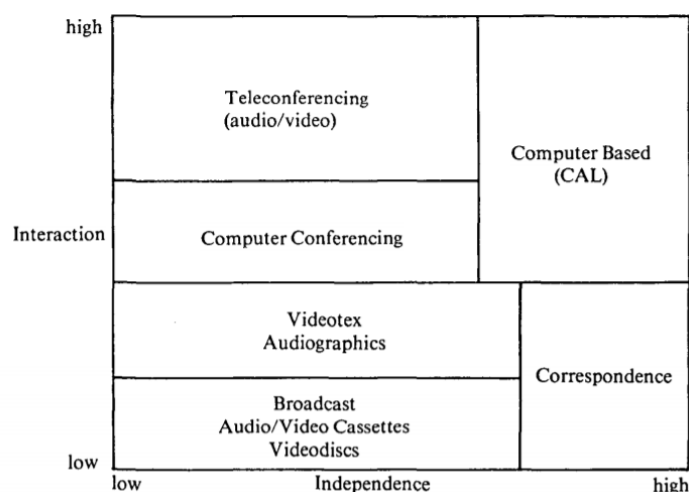 high
Teleconferencing
(audio/video)
Computer Based
(CAL)
Interaction
Computer Conferencing
Videotex
Audiographics
Correspondence
Broadcast
Audio/Video Cassettes
Videodiscs
low
low Independence high